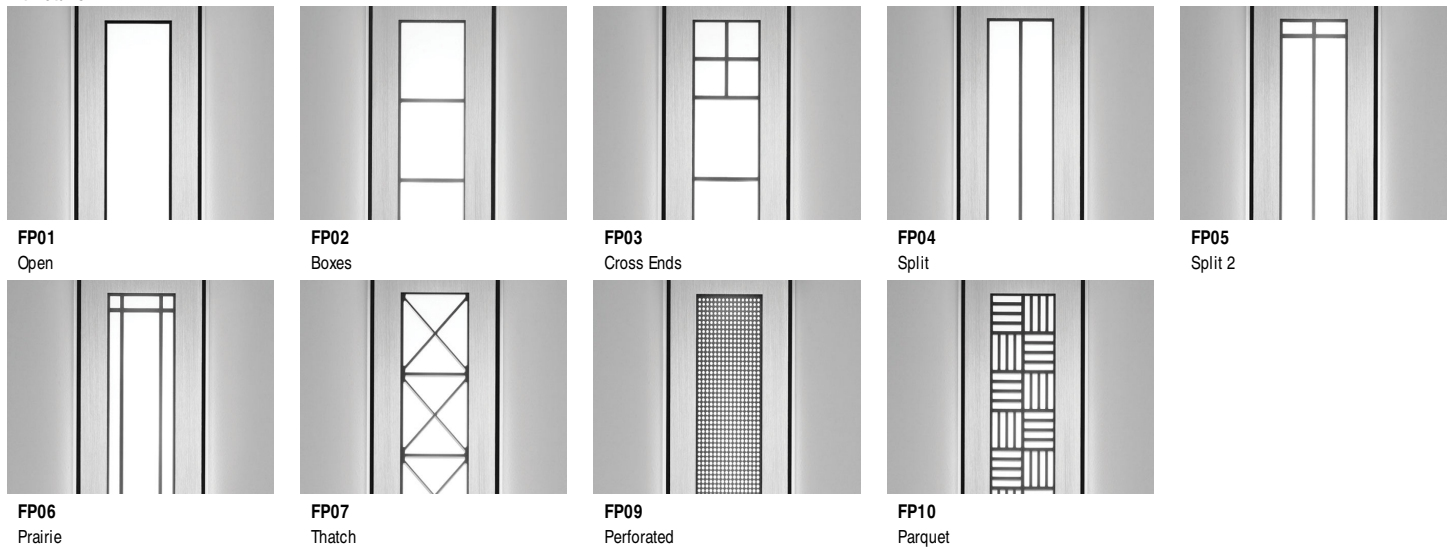 FP01
Open
FP02
Boxes
FP03
Cross Ends
FP04
Split
FP05
Split 2
FP06
Prairie
FP07
Thatch
FP09
Perforated
FP10
Parquet